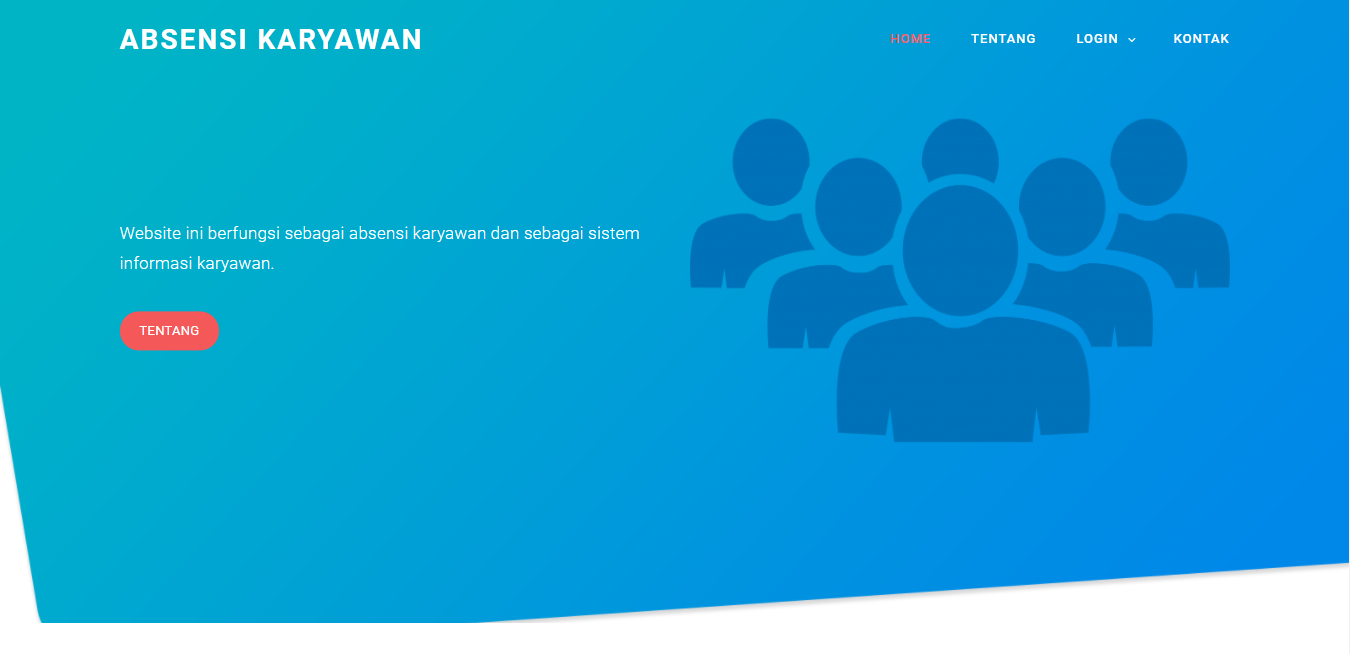 ABSENSI KARYAWAN
HOME TENTANG LOGIN KONTAK
Website ini berfungsi sebagai absensi karyawan dan sebagai sistem
informasi karyawan.
TENTANG